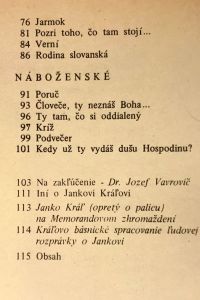 76 Jarmok
81 Pozri toho, čo tam stojí...
84 Verní
86 Rodina slovanská
NÁBOŽENSKÉ
91 Poruč
93 Človeče, ty neznáš Boha...
96 Ty tam, čo si oddialený
97 Kríž
99 Podvečer
101 Kedy už ty vydáš dušu Hospodinu?
103 Na zakľúčenie - Dr. Jozef Vavrovič
111 Iní o Jankovi Kráľovi
113 Janko Kráľ (opretý o palicu)
na Memorandovom zhromaždení
114 Kráľovo básnické spracovanie ľudovej
rozprávky o Jankovi
115 Obsah